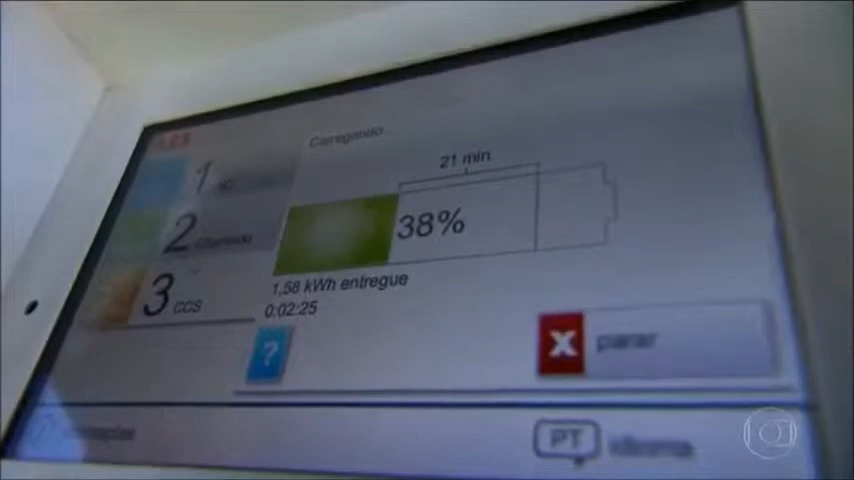 Carregando
1
21 min
2
38%
3 CCS
1,58 kWh entregue
0:02:25
?
X parar
PT idioma